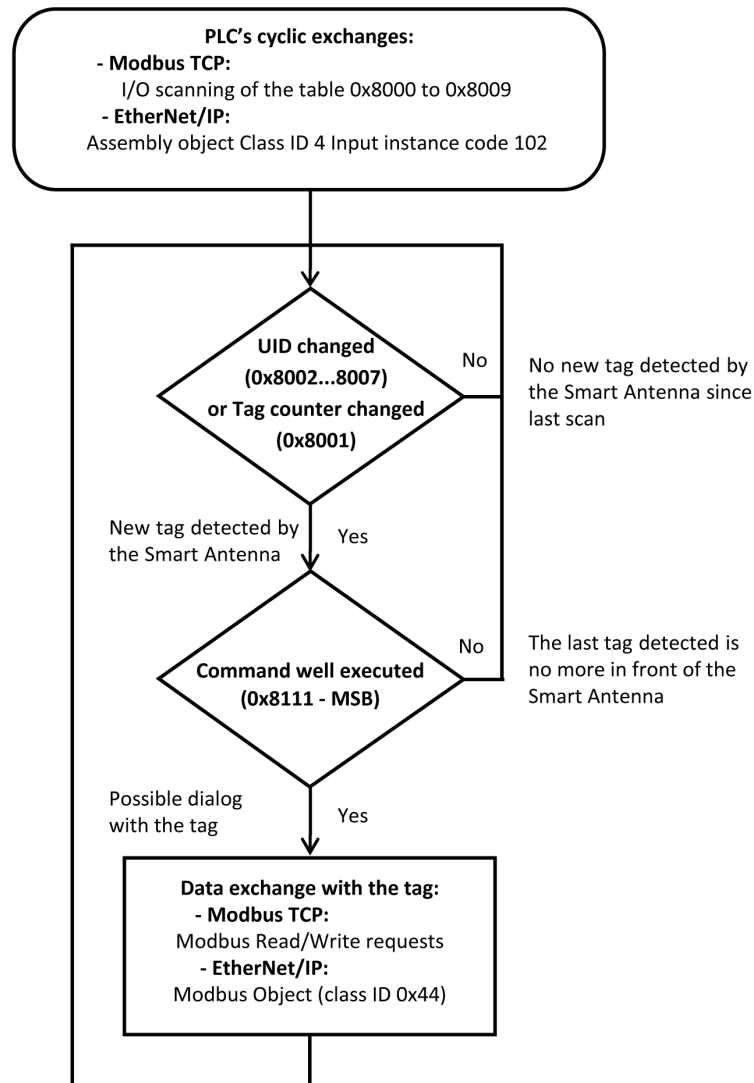 PLC's cyclic exchanges:
- Modbus TCP:
I/O scanning of the table 0x8000 to 0x8009
- EtherNet/IP:
Assembly object Class ID 4 Input instance code 102
UID changed
(0x8002...8007)
or Tag counter changed
(0x8001)
No
No new tag detected by
the Smart Antenna since
last scan
New tag detected by
the Smart Antenna
Yes
Command well executed
(0x8111 - MSB)
No
The last tag detected is
no more in front of the
Smart Antenna
Possible dialog
with the tag
Yes
Data exchange with the tag:
- Modbus TCP:
Modbus Read/Write requests
- EtherNet/IP:
Modbus Object (class ID 0x44)